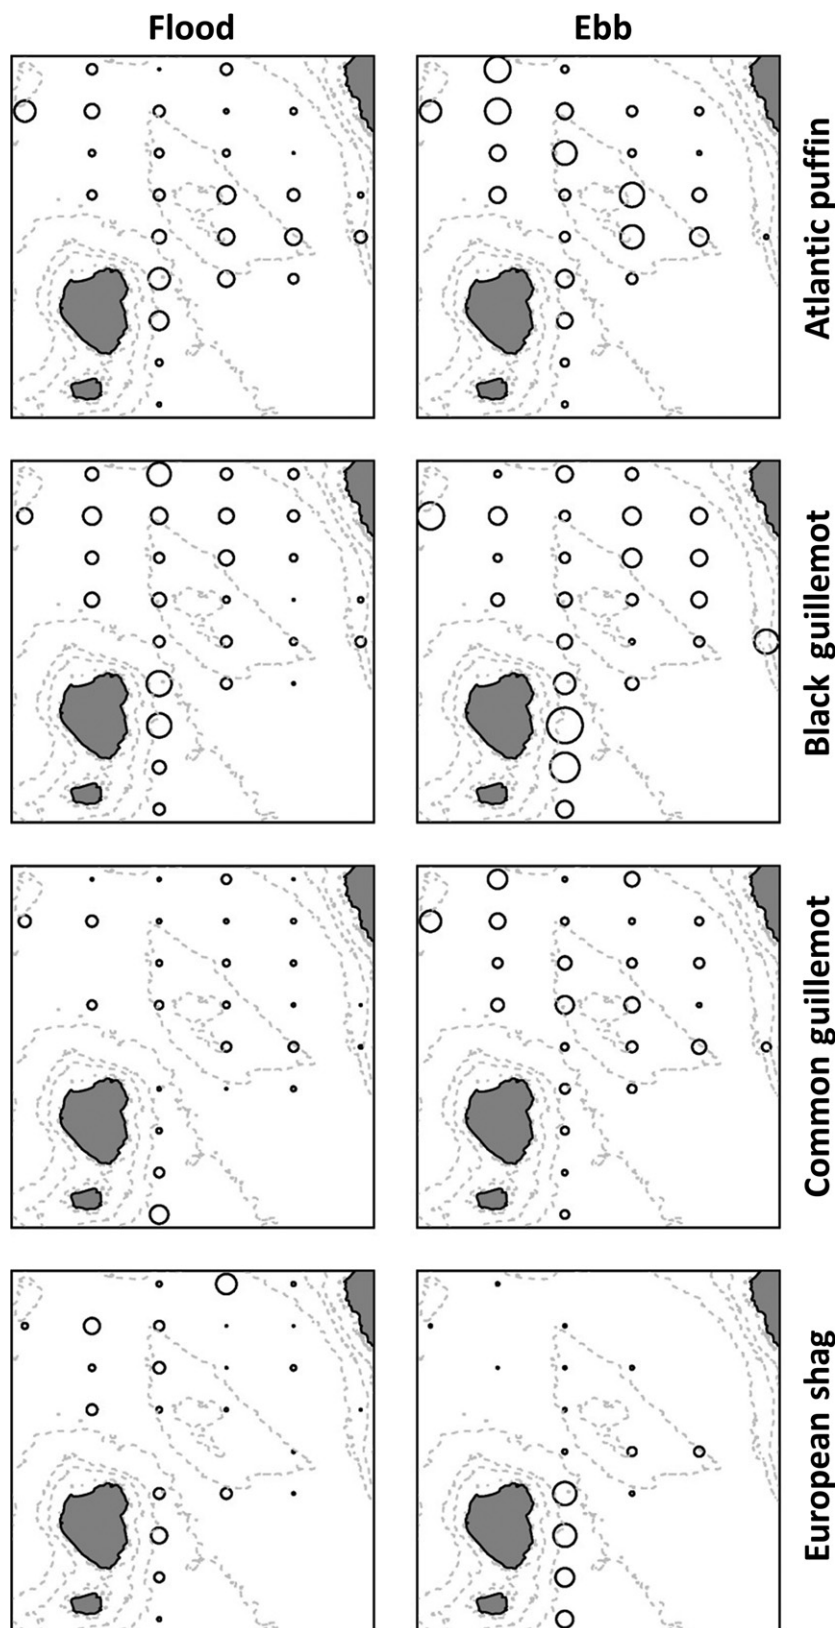 Flood
Ebb
Atlantic puffin
Black guillemot
Common guillemot
European shag